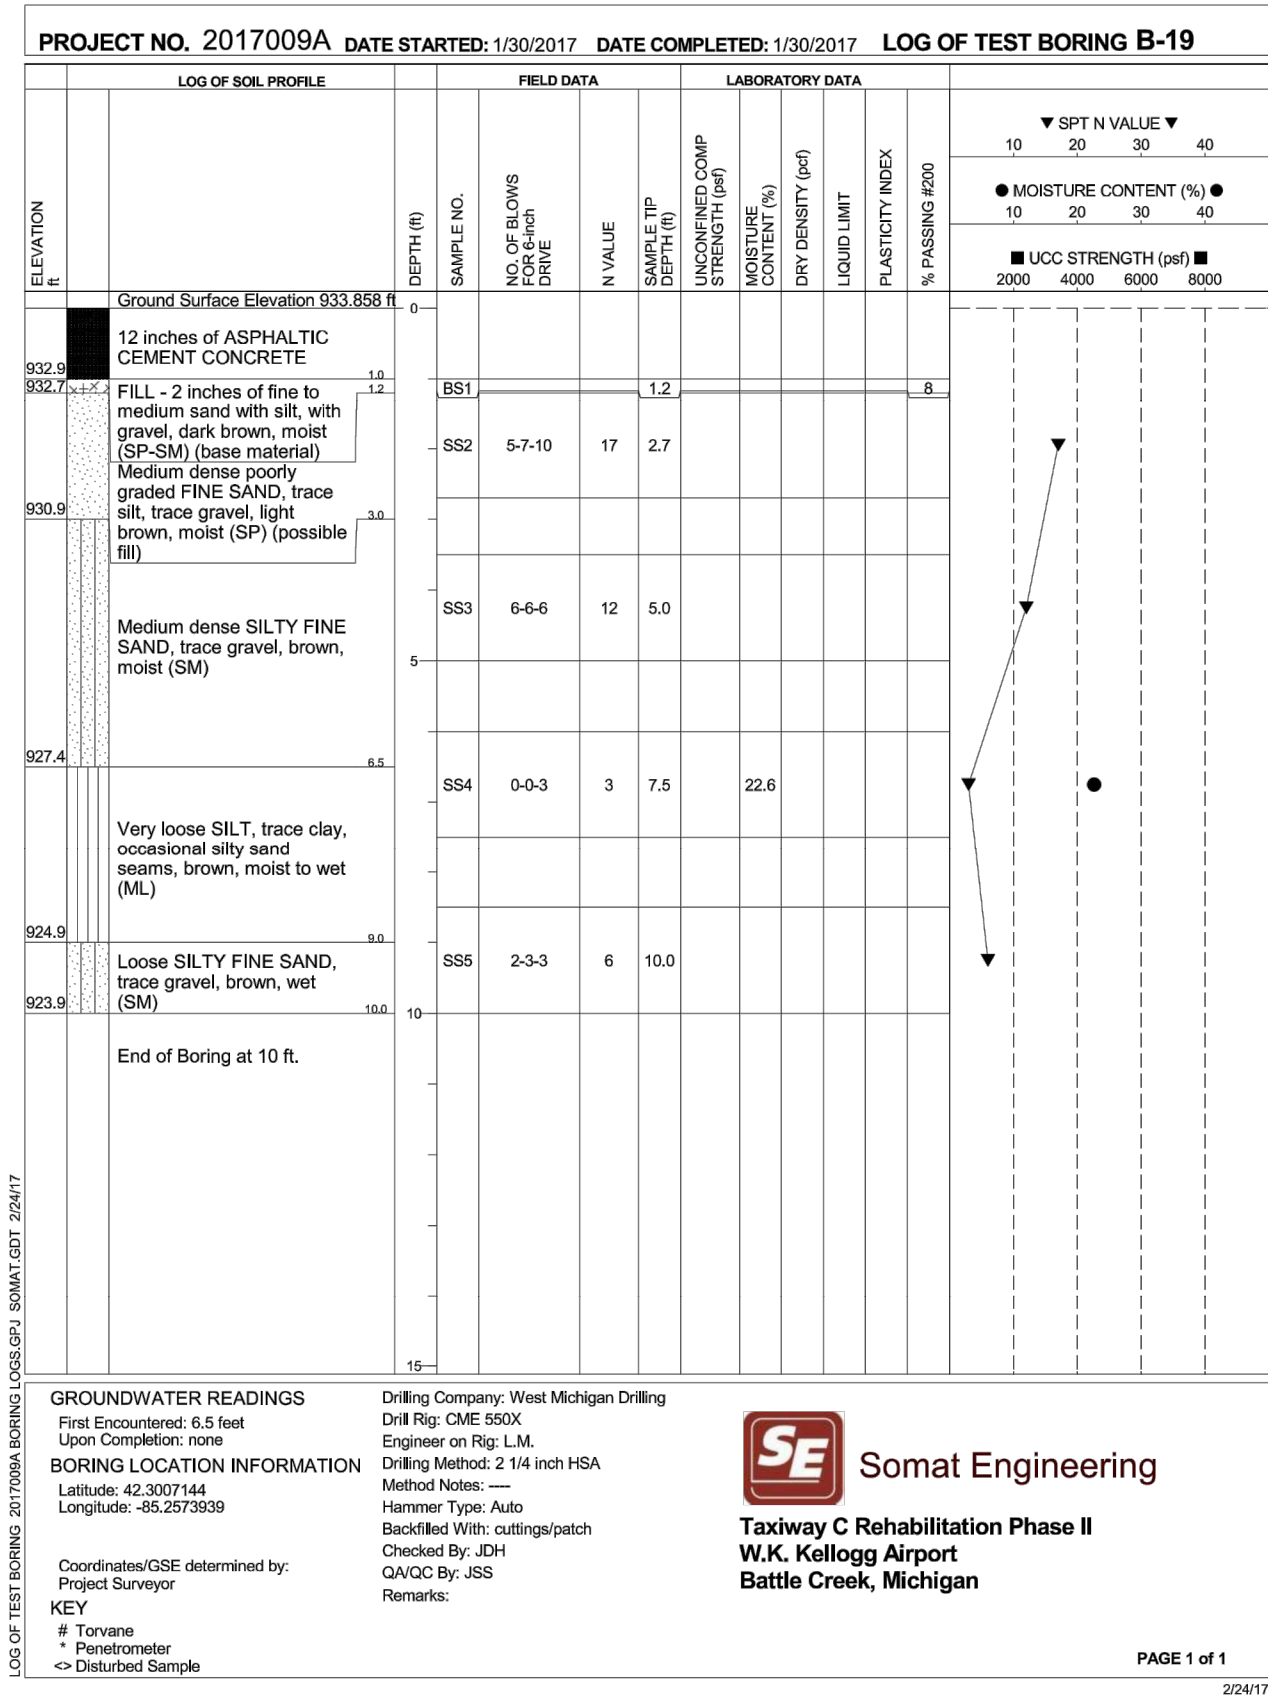 PROJECT NO. 2017009A DATE STARTED: 1/30/2017 DATE COMPLETED: 1/30/2017 LOG OF TEST BORING B-19
LOG OF SOIL PROFILE
FIELD DATA
LABORATORY DATA
ELEVATION
ft
DEPTH (ft)
SAMPLE NO.
NO. OF BLOWS
FOR 6-inch
DRIVE
N VALUE
SAMPLE TIP
DEPTH (ft)
UNCONFINED COMP
STRENGTH (psf)
MOISTURE
CONTENT (%)
DRY DENSITY (pcf)
LIQUID LIMIT
PLASTICITY INDEX
% PASSING #200
▼ SPT N VALUE ▼
10 20 30 40
● MOISTURE CONTENT (%) ●
10 20 30 40
■ UCC STRENGTH (psf) ■
2000 4000 6000 8000
Ground Surface Elevation 933.858 ft
0
12 inches of ASPHALTIC
CEMENT CONCRETE
932.9 1.0
932.7 1.2
FILL - 2 inches of fine to
medium sand with silt, with
gravel, dark brown, moist
(SP-SM) (base material)
BS1 1.2 8
SS2 5-7-10 17 2.7
Medium dense poorly
graded FINE SAND, trace
silt, trace gravel, light
brown, moist (SP) (possible
fill)
930.9 3.0
SS3 6-6-6 12 5.0
Medium dense SILTY FINE
SAND, trace gravel, brown,
moist (SM)
5
927.4 6.5
SS4 0-0-3 3 7.5 22.6
Very loose SILT, trace clay,
occasional silty sand
seams, brown, moist to wet
(ML)
924.9 9.0
Loose SILTY FINE SAND,
trace gravel, brown, wet
(SM)
SS5 2-3-3 6 10.0
923.9 10.0
10
End of Boring at 10 ft.
15
LOG OF TEST BORING 2017009A BORING LOGS.GPJ SOMAT.GDT 2/24/17
GROUNDWATER READINGS
First Encountered: 6.5 feet
Upon Completion: none
BORING LOCATION INFORMATION
Latitude: 42.3007144
Longitude: -85.2573939
Coordinates/GSE determined by:
Project Surveyor
KEY
# Torvane
* Penetrometer
<> Disturbed Sample
Drilling Company: West Michigan Drilling
Drill Rig: CME 550X
Engineer on Rig: L.M.
Drilling Method: 2 1/4 inch HSA
Method Notes: ----
Hammer Type: Auto
Backfilled With: cuttings/patch
Checked By: JDH
QA/QC By: JSS
Remarks:
SE
Somat Engineering
Taxiway C Rehabilitation Phase II
W.K. Kellogg Airport
Battle Creek, Michigan
PAGE 1 of 1
2/24/17